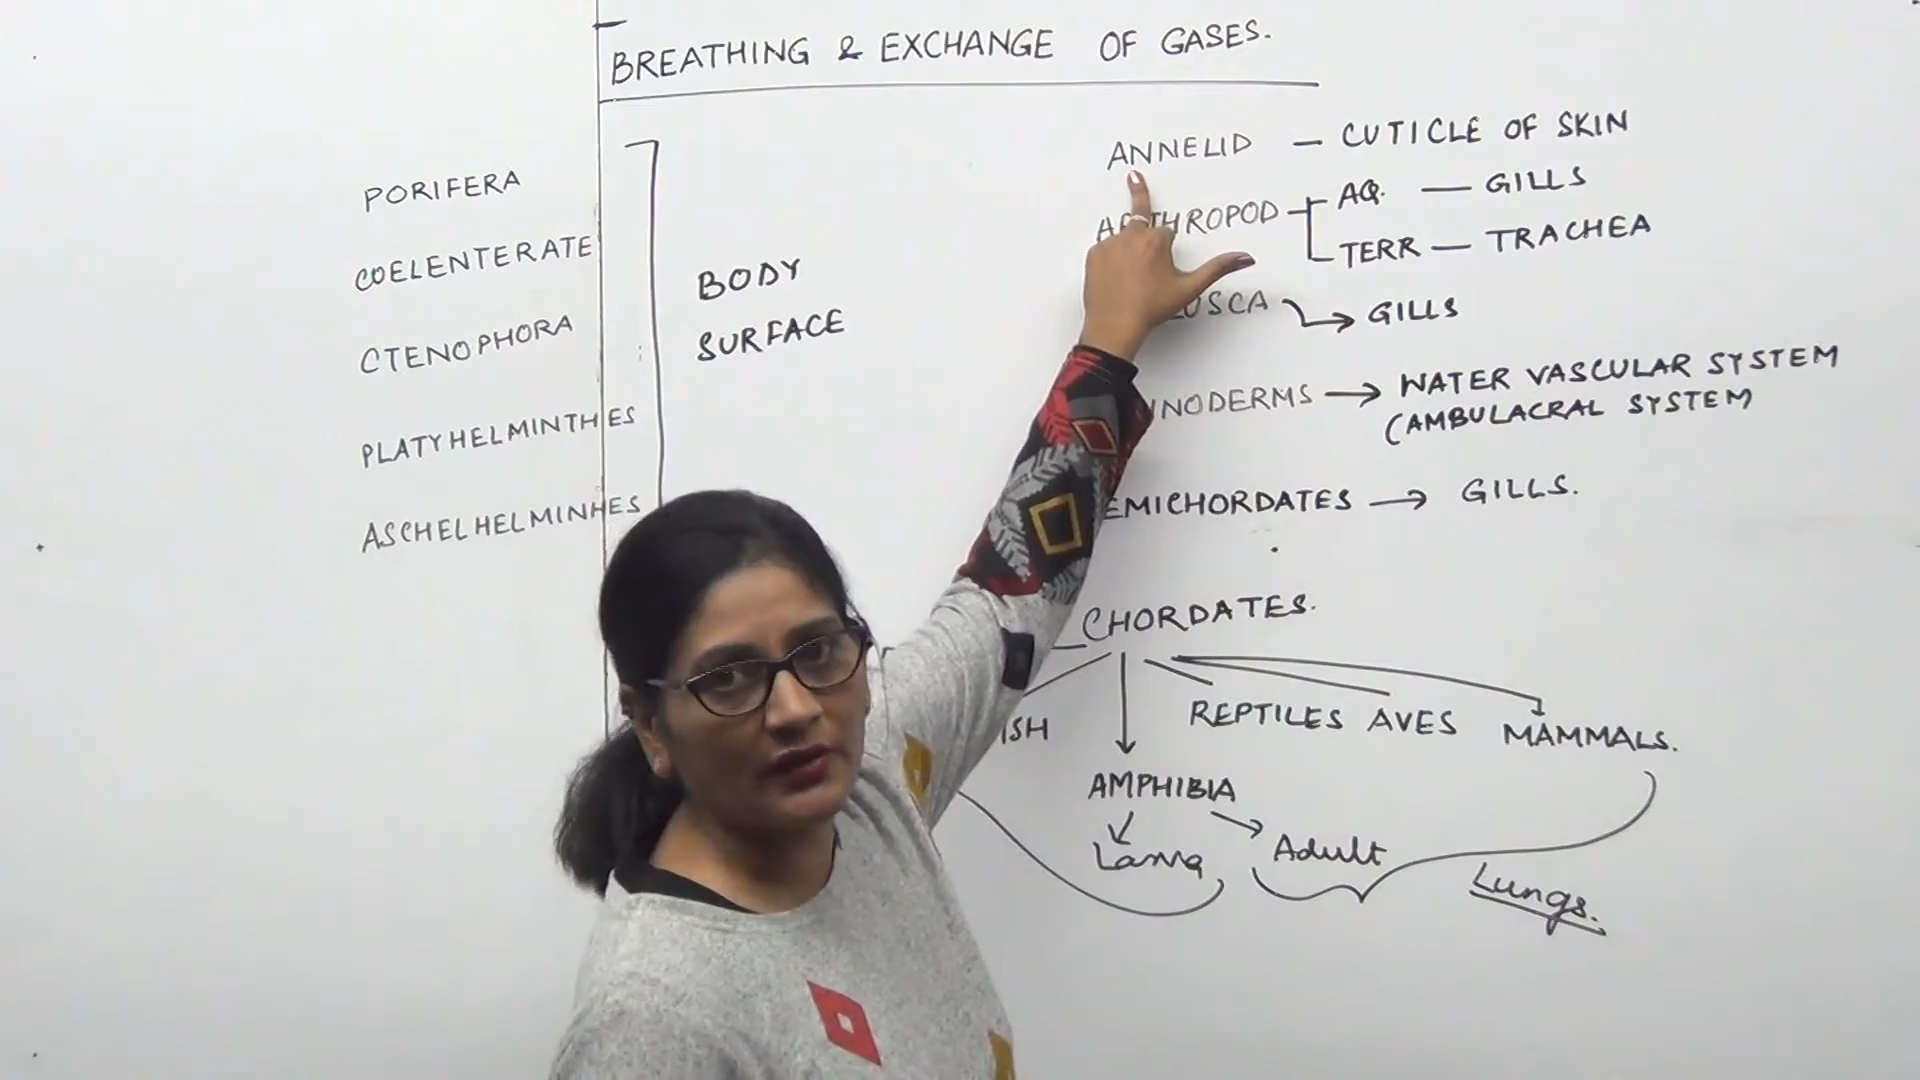 BREATHING & EXCHANGE OF GASES.
PORIFERA
COELENTERATE
CTENOPHORA
PLATYHELMINTHES
ASCHELHELMINHES
BODY
SURFACE
ANNELID — CUTICLE OF SKIN
AQ. — GILLS
TERR — TRACHEA
GILLS
WATER VASCULAR SYSTEM
(AMBULACRAL SYSTEM
GILLS.
CHORDATES.
REPTILES AVES MAMMALS.
AMPHIBIA
Larva Adult
Lungs.